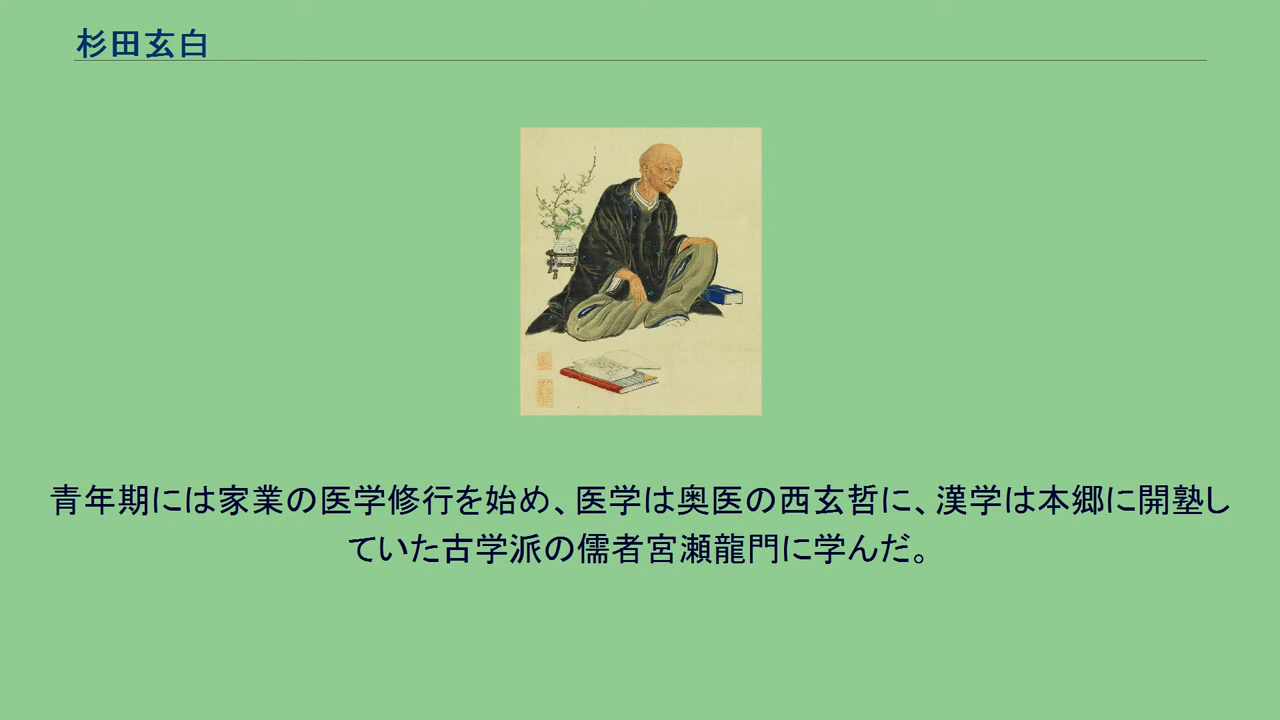 杉田玄白
青年期には家業の医学修行を始め、医学は奥医の西玄哲に、漢学は本郷に開塾し
ていた古学派の儒者宮瀬龍門に学んだ。